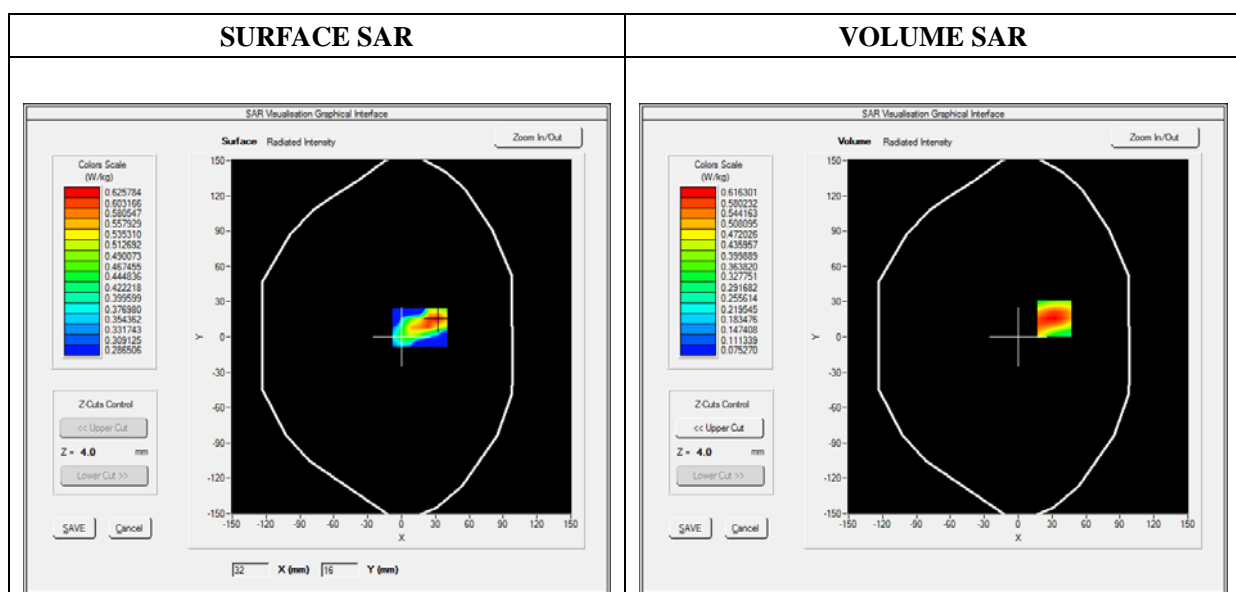 SURFACE SAR
VOLUME SAR
SAR Visualisation Graphical Interface
Surface Radiated Intensity
Zoom In/Out
Colors Scale
(W/kg)
0.625784
0.603166
0.580547
0.557929
0.535310
0.512692
0.490073
0.467455
0.444836
0.422218
0.399599
0.376980
0.354362
0.331743
0.309125
0.286506
150
120
90
60
30
0
-30
-60
-90
-120
-150
Y
-150 -120 -90 -60 -30 0 30 60 90 120 150
X
Z-Cuts Control
<< Upper Cut
Z = 4.0 mm
Lower Cut >>
SAVE Cancel
32 X (mm) 16 Y (mm)
SAR Visualisation Graphical Interface
Volume Radiated Intensity
Zoom In/Out
Colors Scale
(W/kg)
0.616301
0.580232
0.544163
0.508095
0.472026
0.435957
0.399889
0.363820
0.327751
0.291682
0.255614
0.219545
0.183476
0.147408
0.111339
0.075270
150
120
90
60
30
0
-30
-60
-90
-120
-150
Y
-150 -120 -90 -60 -30 0 30 60 90 120 150
X
Z-Cuts Control
<< Upper Cut
Z = 4.0 mm
Lower Cut >>
SAVE Cancel